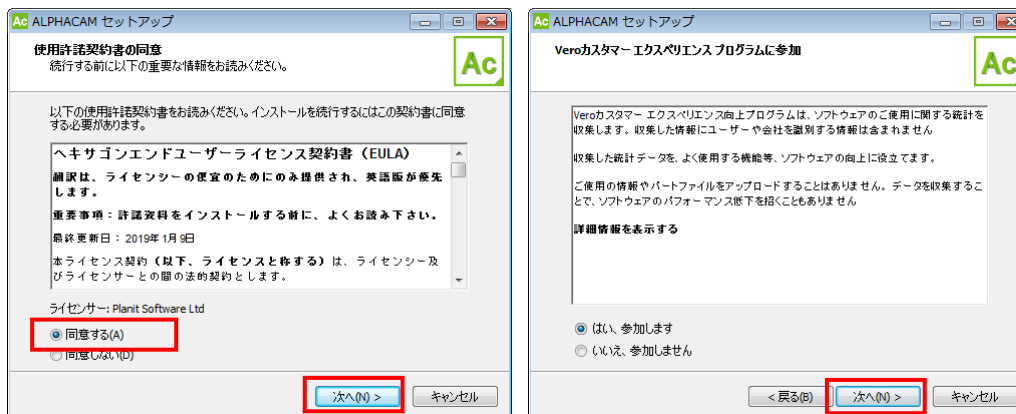 Ac ALPHACAM セットアップ
使用許諾契約書の同意
続行する前に以下の重要な情報をお読みください。
Ac
以下の使用許諾契約書をお読みください。インストールを続行するにはこの契約書に同意
する必要があります。
ヘキサゴンエンドユーザーライセンス契約書（EULA）
翻訳は、ライセンシーの便宜のためにのみ提供され、英語版が優先
します。
重要事項：許諾資料をインストールする前に、よくお読み下さい。
最終更新日： 2019年 1月 9日
本ライセンス契約（以下、ライセンスと称する）は、ライセンシー及
びライセンサーとの間の法的契約とします。
ライセンサー: Planit Software Ltd
同意する(A)
同意しない(D)
次へ(N) >
キャンセル
Ac ALPHACAM セットアップ
Veroカスタマー エクスペリエンス プログラムに参加
Ac
Veroカスタマー エクスペリエンス向上プログラムは、ソフトウェアのご使用に関する統計を
収集します。収集した情報にユーザーや会社を識別する情報は含まれません
収集した統計データを、よく使用する機能等、ソフトウェアの向上に役立てます。
ご使用の情報やパートファイルをアップロードすることはありません。データを収集するこ
とで、ソフトウェアのパフォーマンス低下を招くこともありません
詳細情報を表示する
はい、参加します
いいえ、参加しません
< 戻る(B)
次へ(N) >
キャンセル